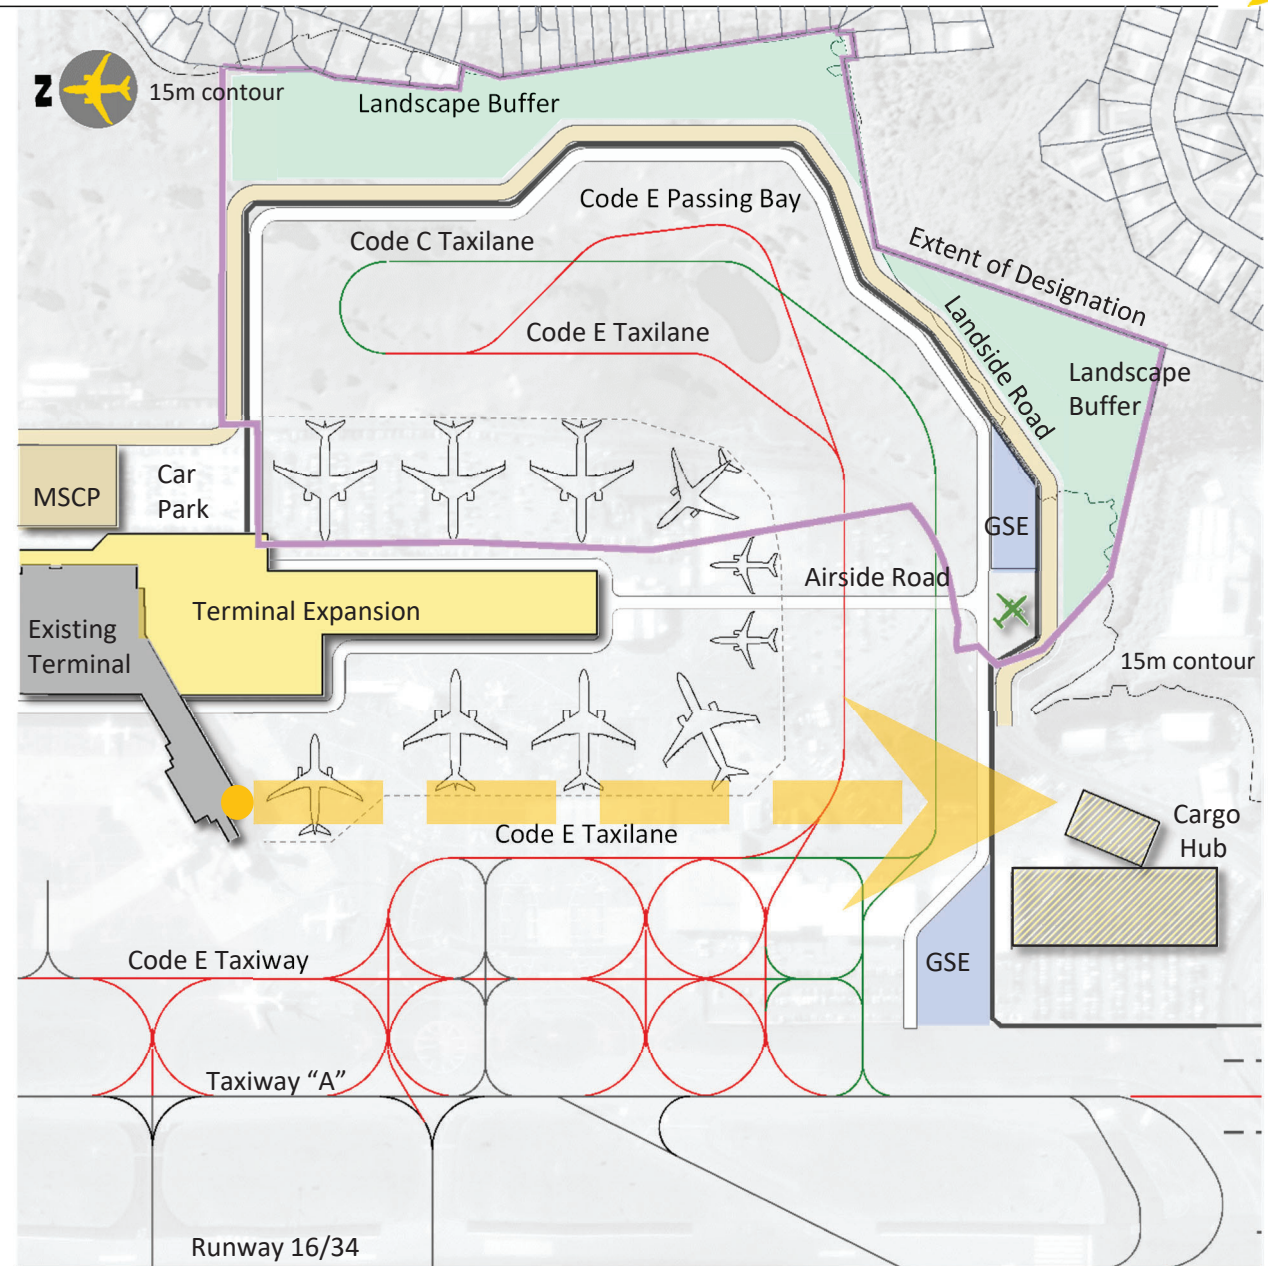 N
15m contour
Landscape Buffer
Code E Passing Bay
Code C Taxilane
Extent of Designation
Code E Taxilane
Landside Road
Landscape
Buffer
MSCP
Car
Park
GSE
Airside Road
Terminal Expansion
Existing
Terminal
15m contour
Cargo
Hub
Code E Taxilane
Code E Taxiway
GSE
Taxiway “A”
Runway 16/34